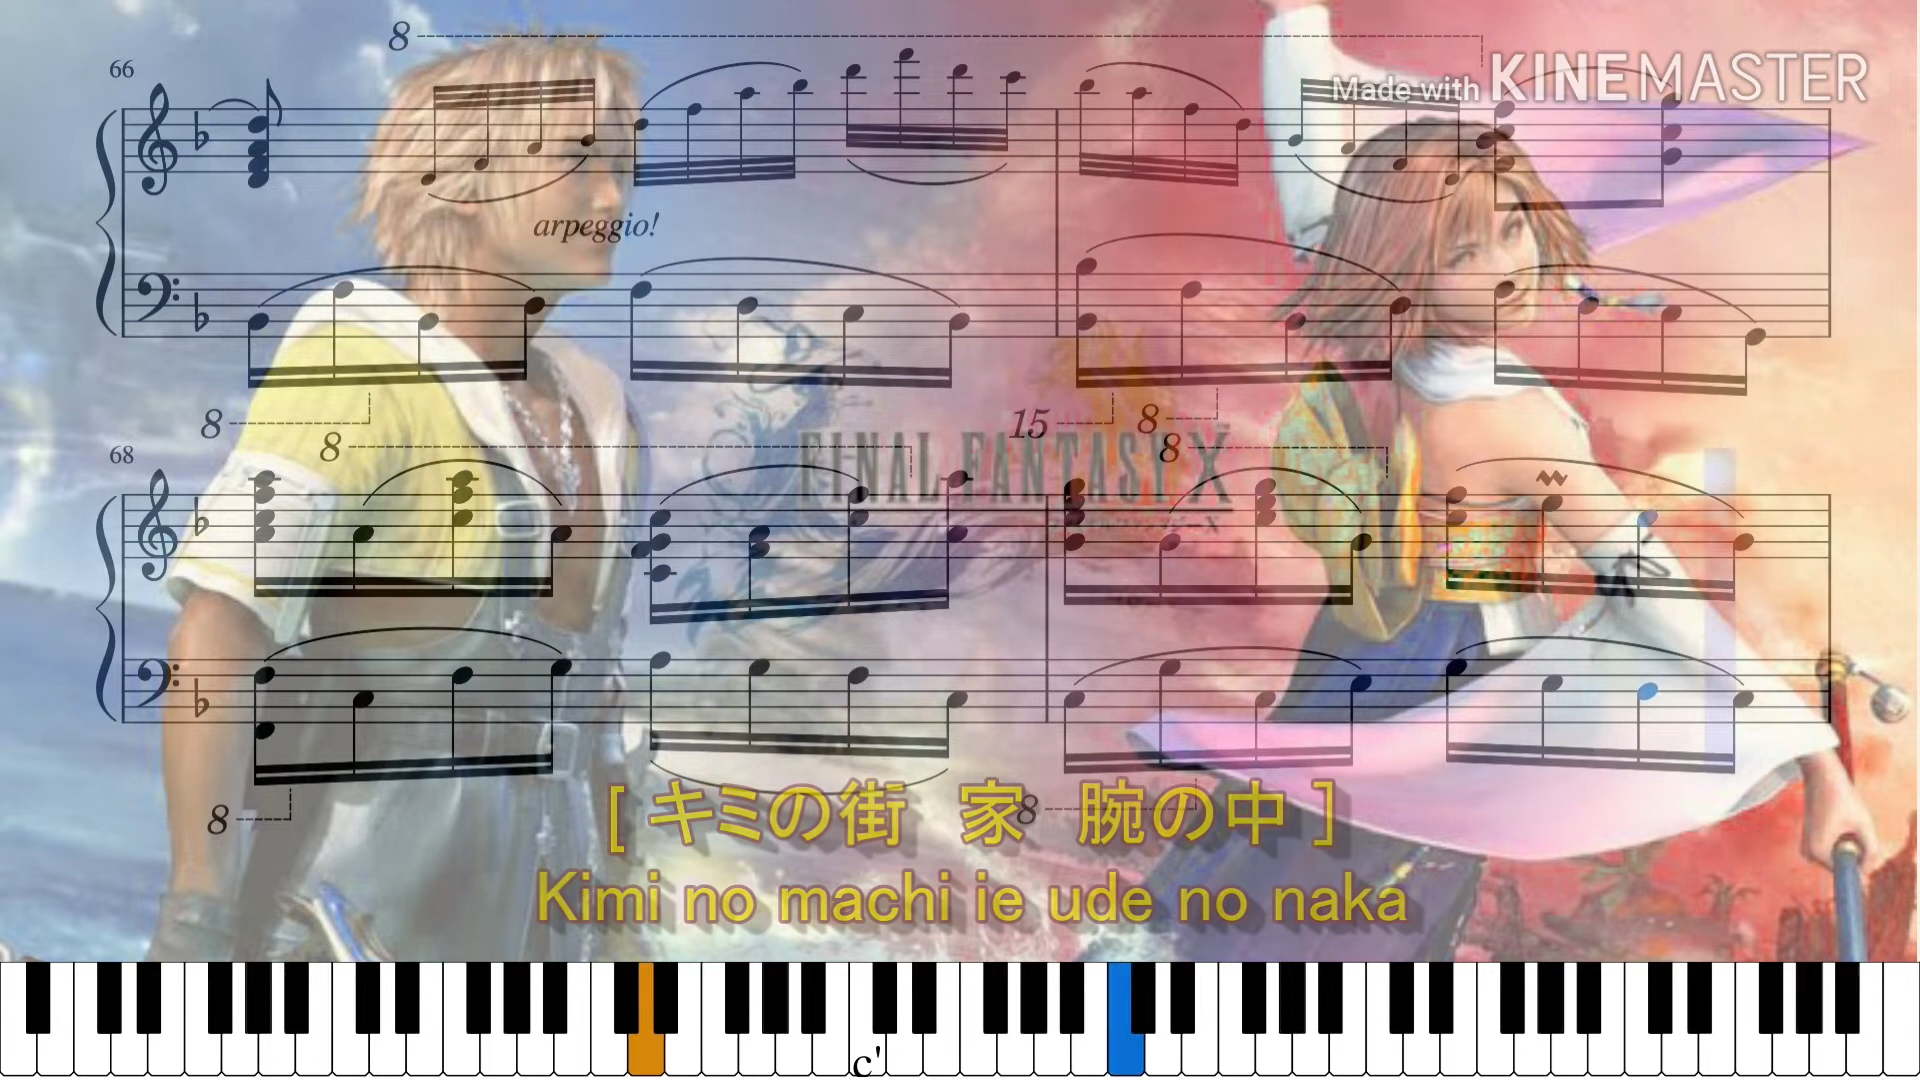 8
66
Made with KINEMASTER
arpeggio!
8
15
8
68
8
8
FINAL FANTASY X
8
8
[ キミの街 家 腕の中 ]
Kimi no machi ie ude no naka
c'